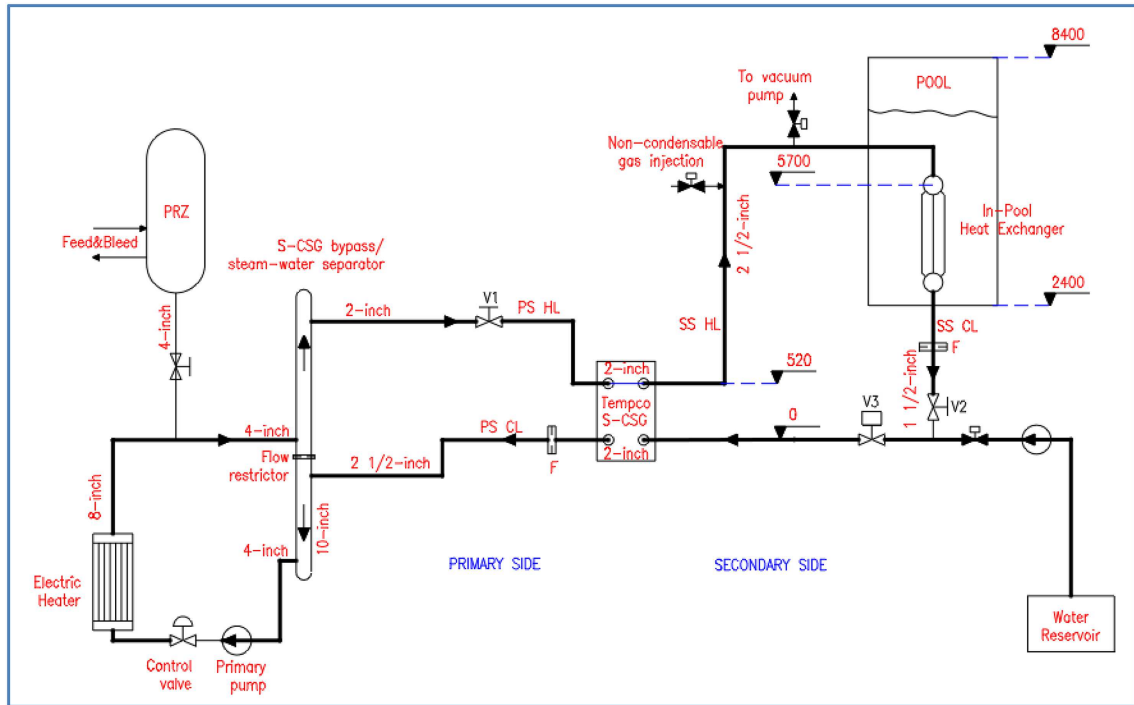 8400
POOL
To vacuum
pump
Non-condensable
gas injection
5700
PRZ
Feed&Bleed
S-CSG bypass/
steam-water separator
In-Pool
Heat Exchanger
2 1/2-inch
2400
4-inch
2-inch
V1
PS HL
SS HL
SS CL
F
520
2-inch
Tempco
S-CSG
2-inch
0
V3
1 1/2-inch
V2
4-inch
PS CL
Flow
restrictor
2 1/2-inch
F
8-inch
10-inch
4-inch
PRIMARY SIDE
SECONDARY SIDE
Electric
Heater
Water
Reservoir
Control
valve
Primary
pump